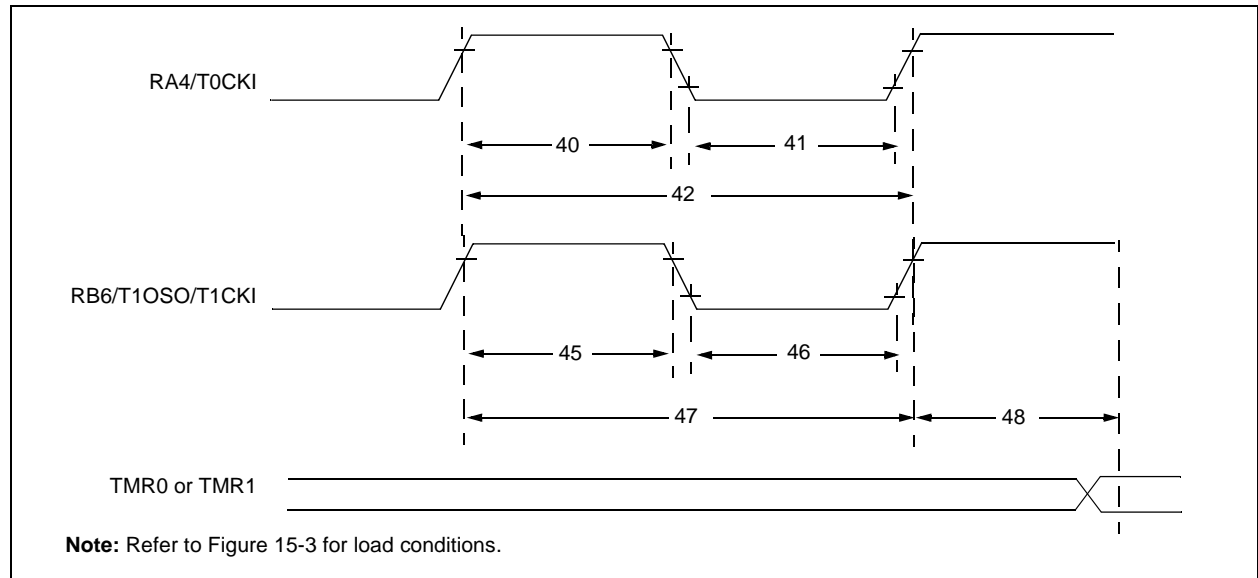 RA4/T0CKI
40
41
42
RB6/T1OSO/T1CKI
45
46
47
48
TMR0 or TMR1
Note: Refer to Figure 15-3 for load conditions.